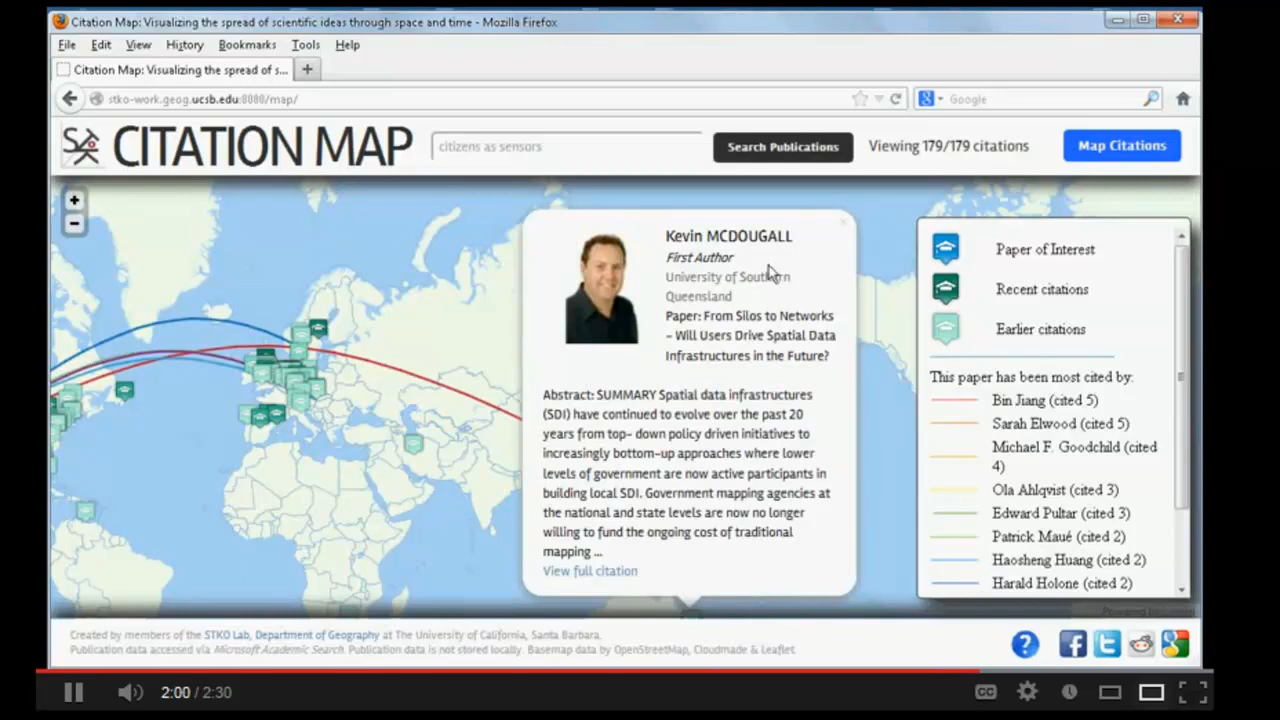 Citation Map: Visualizing the spread of scientific ideas through space and time - Mozilla Firefox
File Edit View History Bookmarks Tools Help
Citation Map: Visualizing the spread of s...
stko-work.geog.ucsb.edu:8080/map/
Google
CITATION MAP
citizens as sensors
Search Publications
Viewing 179/179 citations
Map Citations
+
-
Kevin MCDOUGALL
First Author
University of Southern
Queensland
Paper: From Silos to Networks
– Will Users Drive Spatial Data
Infrastructures in the Future?
Abstract: SUMMARY Spatial data infrastructures
(SDI) have continued to evolve over the past 20
years from top- down policy driven initiatives to
increasingly bottom-up approaches where lower
levels of government are now active participants in
building local SDI. Government mapping agencies at
the national and state levels are now no longer
willing to fund the ongoing cost of traditional
mapping ...
View full citation
Paper of Interest
Recent citations
Earlier citations
This paper has been most cited by:
Bin Jiang (cited 5)
Sarah Elwood (cited 5)
Michael F. Goodchild (cited
4)
Ola Ahlqvist (cited 3)
Edward Pultar (cited 3)
Patrick Maué (cited 2)
Haosheng Huang (cited 2)
Harald Holone (cited 2)
Created by members of the STKO Lab, Department of Geography at The University of California, Santa Barbara.
Publication data accessed via Microsoft Academic Search. Publication data is not stored locally. Basemap data by OpenStreetMap, Cloudmade & Leaflet.
?
2:00 / 2:30
CC